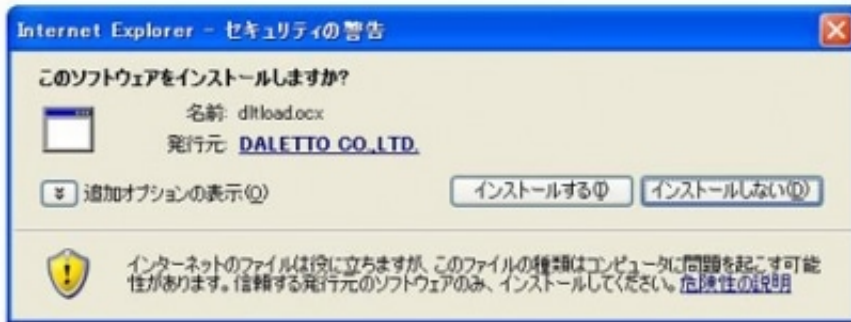 Internet Explorer - セキュリティの警告
このソフトウェアをインストールしますか?
名前: dltload.ocx
発行元: DALETTO CO.,LTD.
追加オプションの表示(O)
インストールする(I)
インストールしない(D)
インターネットのファイルは役に立ちますが、このファイルの種類はコンピュータに問題を起こす可能
性があります。信頼する発行元のソフトウェアのみ、インストールしてください。危険性の説明